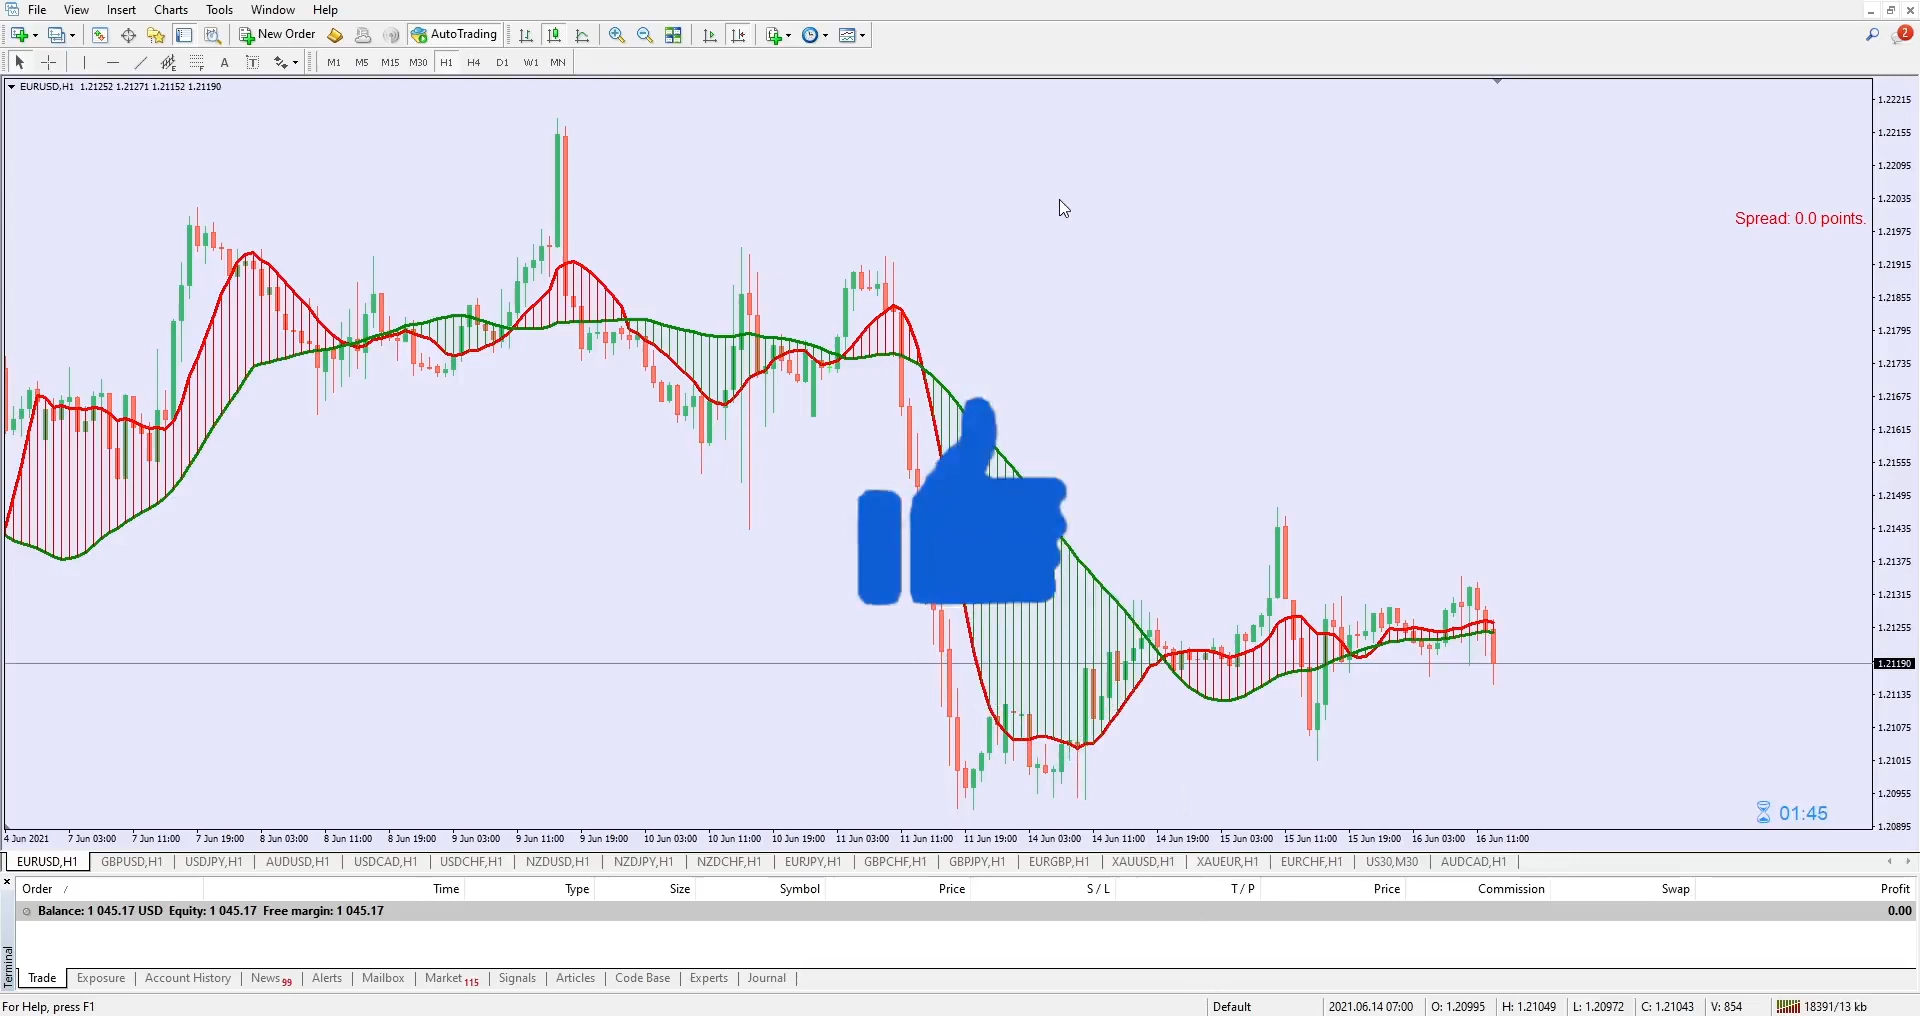 File View Insert Charts Tools Window Help
New Order AutoTrading 2
A T M1 M5 M15 M30 H1 H4 D1 W1 MN
EURUSD,H1 1.21252 1.21271 1.21152 1.21190
1.22215
1.22155
1.22095
1.22035
Spread: 0.0 points.
1.21975
1.21915
1.21855
1.21795
1.21735
1.21675
1.21615
1.21555
1.21495
1.21435
1.21375
1.21315
1.21255
1.21190
1.21135
1.21075
1.21015
1.20955
01:45
1.20895
4 Jun 2021 7 Jun 03:00 7 Jun 11:00 7 Jun 19:00 8 Jun 03:00 8 Jun 11:00 8 Jun 19:00 9 Jun 03:00 9 Jun 11:00 9 Jun 19:00 10 Jun 03:00 10 Jun 11:00 10 Jun 19:00 11 Jun 03:00 11 Jun 11:00 11 Jun 19:00 14 Jun 03:00 14 Jun 11:00 14 Jun 19:00 15 Jun 03:00 15 Jun 11:00 15 Jun 19:00 16 Jun 03:00 16 Jun 11:00
EURUSD,H1 GBPUSD,H1 USDJPY,H1 AUDUSD,H1 USDCAD,H1 USDCHF,H1 NZDUSD,H1 NZDJPY,H1 NZDCHF,H1 EURJPY,H1 GBPCHF,H1 GBPJPY,H1 EURGBP,H1 XAUUSD,H1 XAUEUR,H1 EURCHF,H1 US30,M30 AUDCAD,H1
Order / Time Type Size Symbol Price S / L T / P Price Commission Swap Profit
Balance: 1 045.17 USD Equity: 1 045.17 Free margin: 1 045.17 0.00
Terminal
Trade Exposure Account History News 99 Alerts Mailbox Market 115 Signals Articles Code Base Experts Journal
For Help, press F1 Default 2021.06.14 07:00 O: 1.20995 H: 1.21049 L: 1.20972 C: 1.21043 V: 854 18391/13 kb